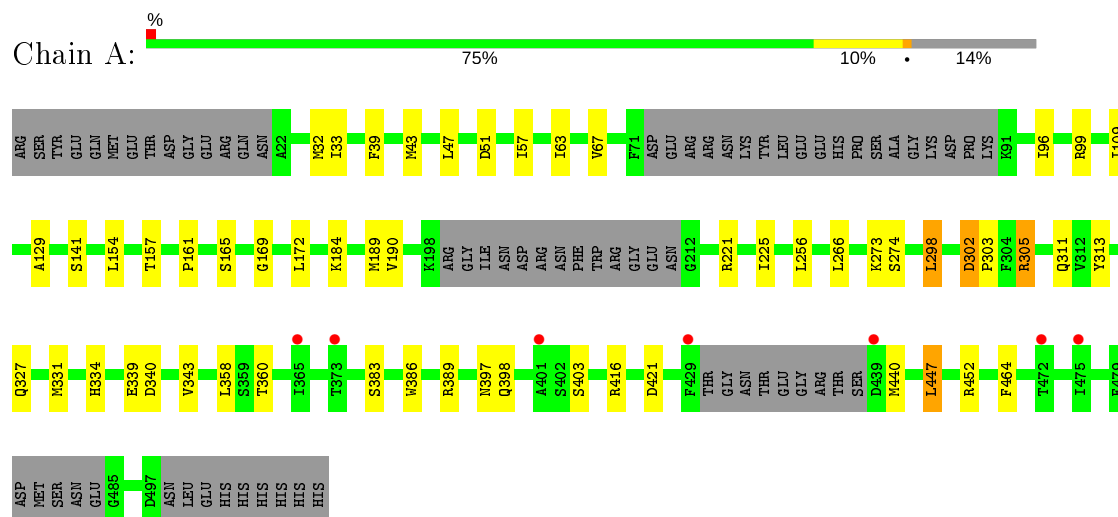 %
Chain A:
75% 10% • 14%
ARG SER TYR GLU GLN MET GLU THR ASP GLY GLU ARG GLN ASN A22 M32 I33 F39 M43 L47 D51 I57 I63 V67 F71 ASP GLU ARG ARG ASN LYS TYR LEU GLU GLU HIS PRO SER ALA GLY LYS ASP PRO LYS K91 I96 R99
A129 S141 L154 T157 P161 S165 G169 L172 K184 M189 V190 K198 ARG GLY ILE ASN ASP ARG ASN PHE TRP ARG GLY GLU ASN G212 R221 I225 L256 L266 K273 S274 L298 D302 P303 F304 R305 Q311 V312 Y313
Q327 M331 H334 E339 D340 V343 L358 S359 T360 I365 T373 S383 W386 R389 N397 Q398 A401 S402 S403 R416 D421 F429 THR GLY ASN THR GLU GLY ARG THR SER D439 M440 L447 R452 F464 T472 I475
ASP MET SER ASN GLU G485 D497 ASN LEU GLU HIS HIS HIS HIS HIS HIS